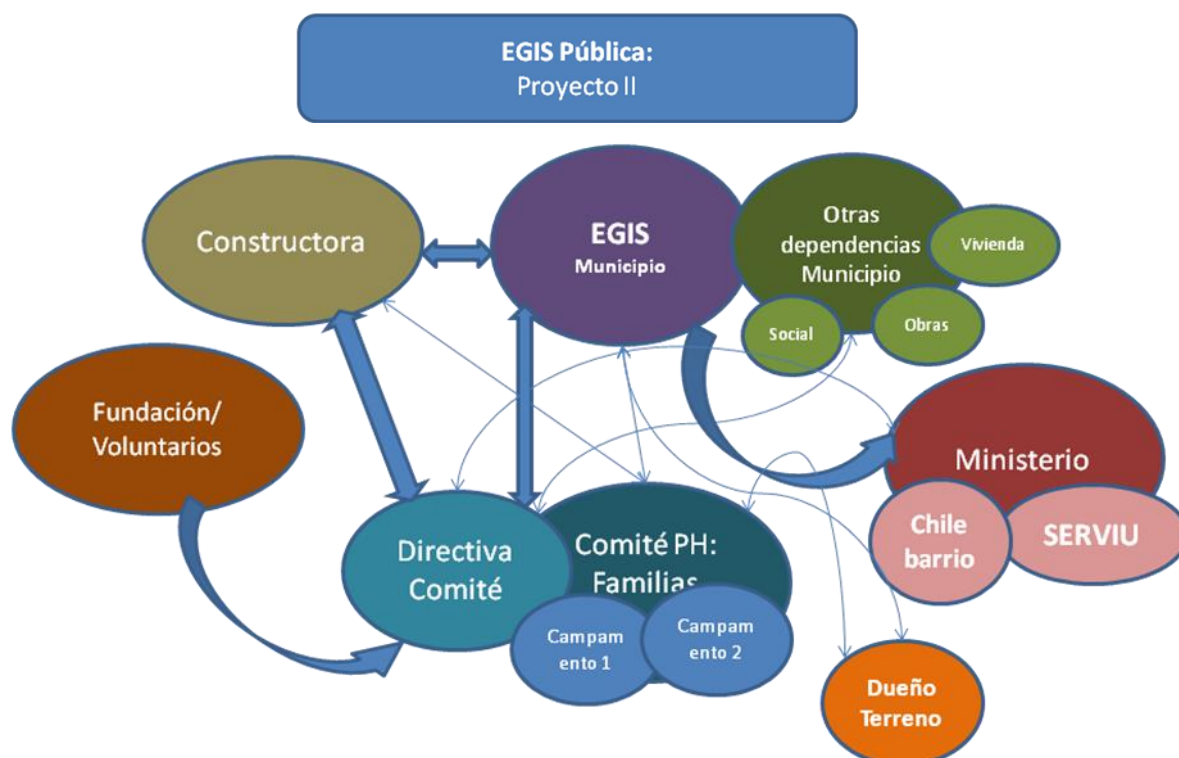 EGIS Pública:
Proyecto II
Constructora
EGIS
Municipio
Otras
dependencias
Municipio
Vivienda
Social
Obras
Fundación/
Voluntarios
Ministerio
Chile
barrio
SERVIU
Directiva
Comité
Comité PH:
Familias
Campam
ento 1
Campam
ento 2
Dueño
Terreno